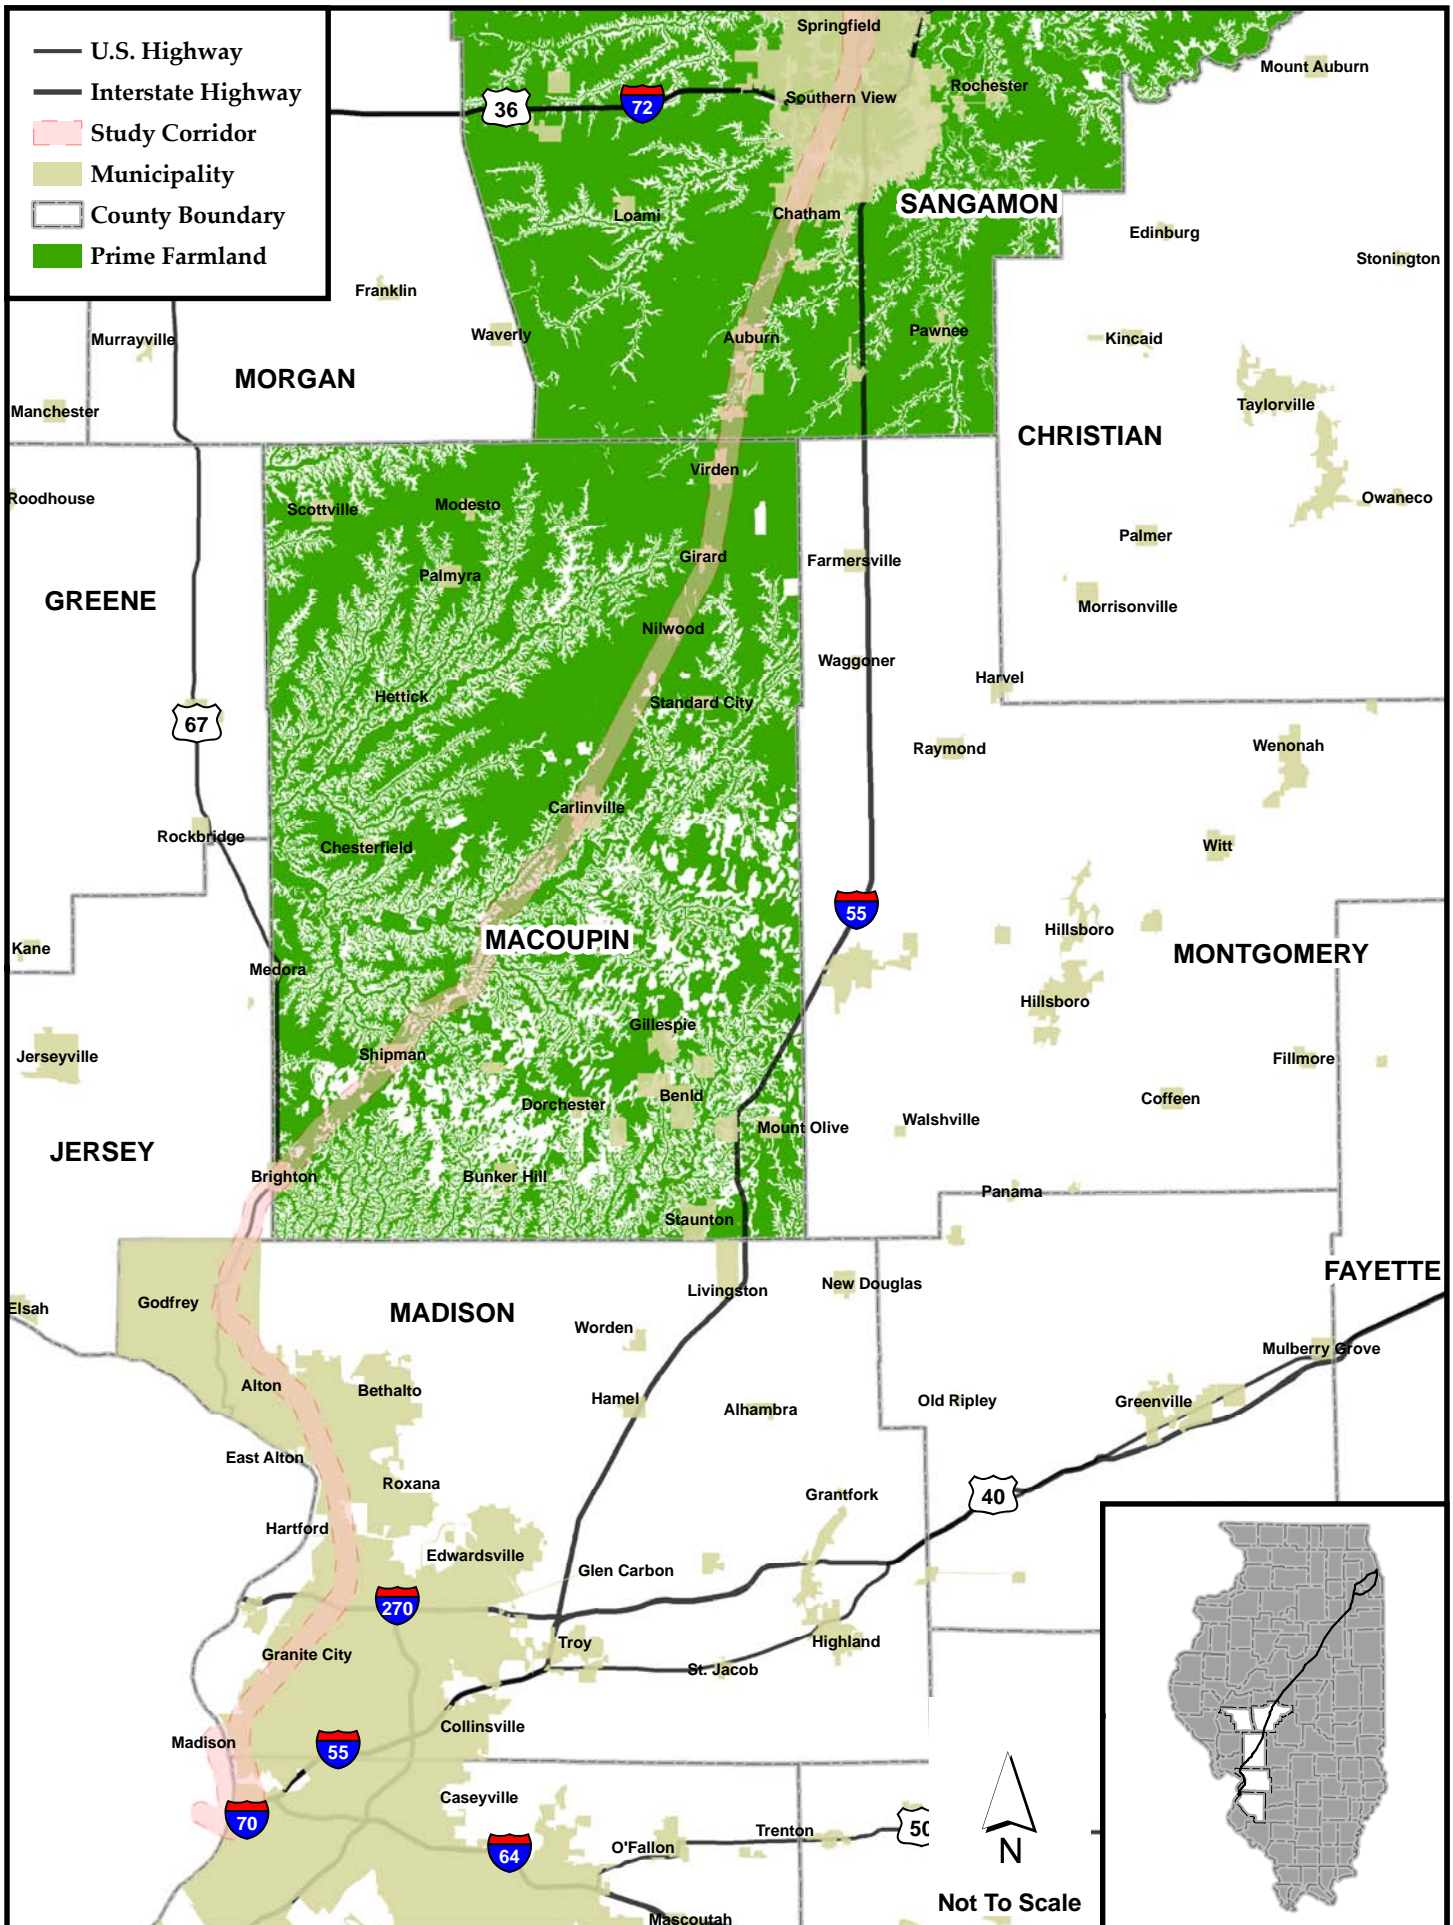 U.S. Highway
Interstate Highway
Study Corridor
Municipality
County Boundary
Prime Farmland
Springfield
Mount Auburn
36
72
Southern View
Rochester
SANGAMON
Loami
Chatham
Edinburg
Stonington
Franklin
Murrayville
Waverly
Auburn
Pawnee
Kincaid
MORGAN
Manchester
Taylorville
CHRISTIAN
Virden
Roodhouse
Scottville
Modesto
Owaneco
Palmer
Girard
Farmersville
Palmyra
GREENE
Morrisonville
Nilwood
Waggoner
Harvel
Hettick
Standard City
67
Raymond
Wenonah
Carlinville
Rockbridge
Chesterfield
Witt
55
Hillsboro
MACOUPIN
Kane
MONTGOMERY
Medora
Hillsboro
Gillespie
Jerseyville
Shipman
Fillmore
Benld
Dorchester
Coffeen
Mount Olive
Walshville
JERSEY
Brighton
Bunker Hill
Panama
Staunton
FAYETTE
Livingston
New Douglas
Elsah
Godfrey
MADISON
Worden
Mulberry Grove
Alton
Bethalto
Hamel
Alhambra
Old Ripley
Greenville
East Alton
Roxana
Grantfork
40
Hartford
Edwardsville
Glen Carbon
270
Granite City
Troy
Highland
St. Jacob
Madison
Collinsville
55
Caseyville
70
Trenton
50
O'Fallon
64
N
Not To Scale
Mascoutah